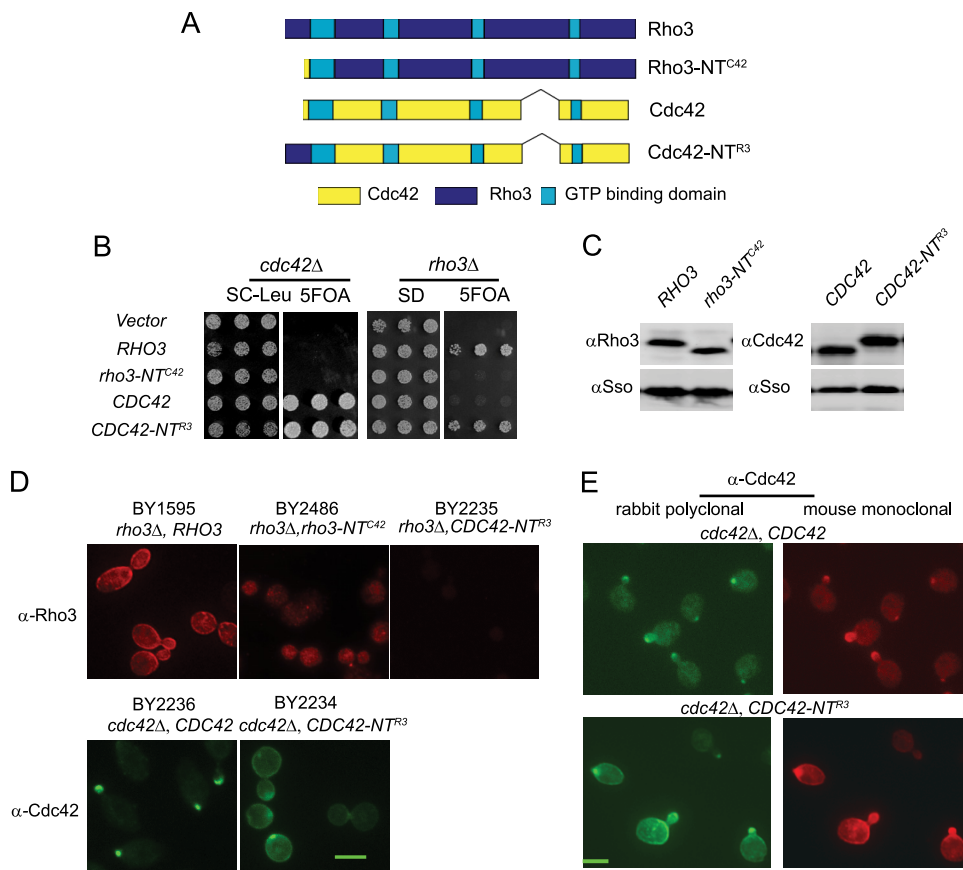 A
Rho3
Rho3-NT^C42
Cdc42
Cdc42-NT^R3
Cdc42 Rho3 GTP binding domain
B
cdc42Δ rho3Δ
SC-Leu 5FOA SD 5FOA
Vector
RHO3
rho3-NT^C42
CDC42
CDC42-NT^R3
C
RHO3 rho3-NT^C42 CDC42 CDC42-NT^R3
αRho3 αCdc42
αSso αSso
D
BY1595 BY2486 BY2235
rho3Δ, RHO3 rho3Δ,rho3-NT^C42 rho3Δ,CDC42-NT^R3
α-Rho3
BY2236 BY2234
cdc42Δ, CDC42 cdc42Δ, CDC42-NT^R3
α-Cdc42
E
α-Cdc42
rabbit polyclonal mouse monoclonal
cdc42Δ, CDC42
cdc42Δ, CDC42-NT^R3